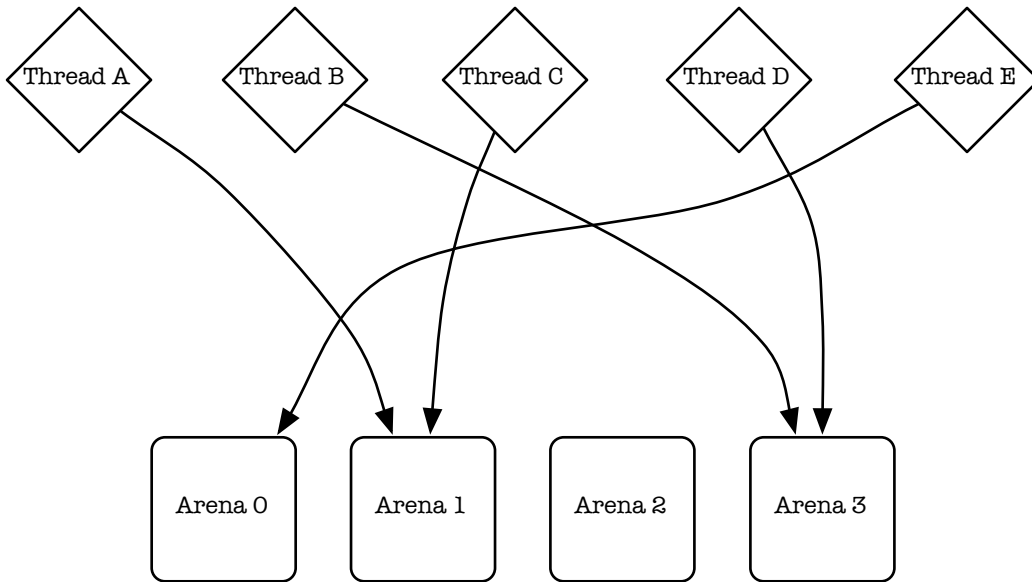 Thread A
Thread B
Thread C
Thread D
Thread E
Arena 0
Arena 1
Arena 2
Arena 3